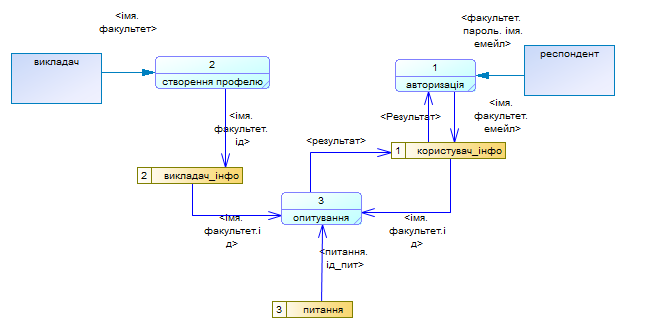 <імя.
факультет>
<факультет.
пароль. імя.
емейл>
викладач
2
створення профелю
1
авторизація
респондент
<імя.
факультет.
ід>
<Результат>
<імя.
факультет.
емейл>
<результат>
1 користувач_інфо
2 викладач_інфо
3
опитування
<імя.
факультет.і
д>
<імя.
факультет.і
д>
<питання.
ід_пит>
3 питання